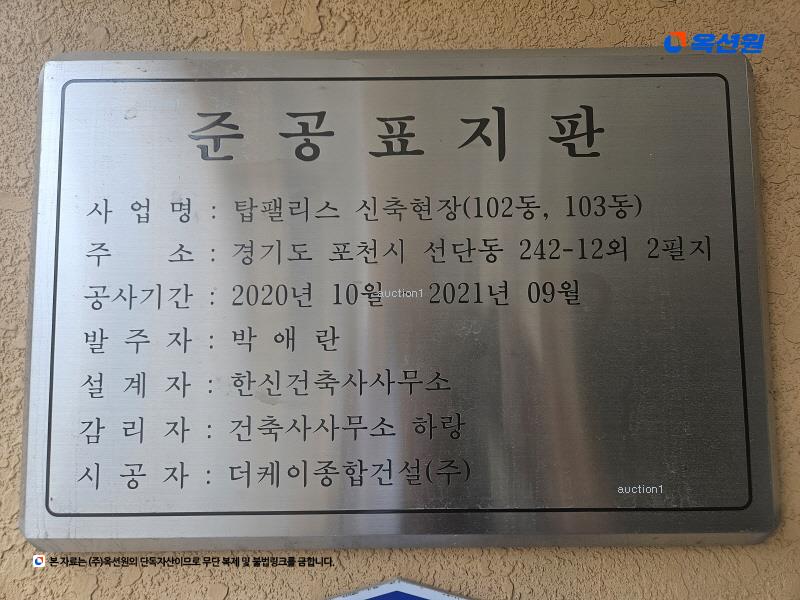 옥션원
준공표지판
사 업 명 : 탑팰리스 신축현장(102동, 103동)
주 소 : 경기도 포천시 선단동 242-12외 2필지
공사기간 : 2020년 10월 auction1 2021년 09월
발 주 자 : 박 애 란
설 계 자 : 한신건축사사무소
감 리 자 : 건축사사무소 하랑
시 공 자 : 더케이종합건설(주)
auction1
본 자료는 (주)옥션원의 단독자산이므로 무단 복제 및 불법링크를 금합니다.